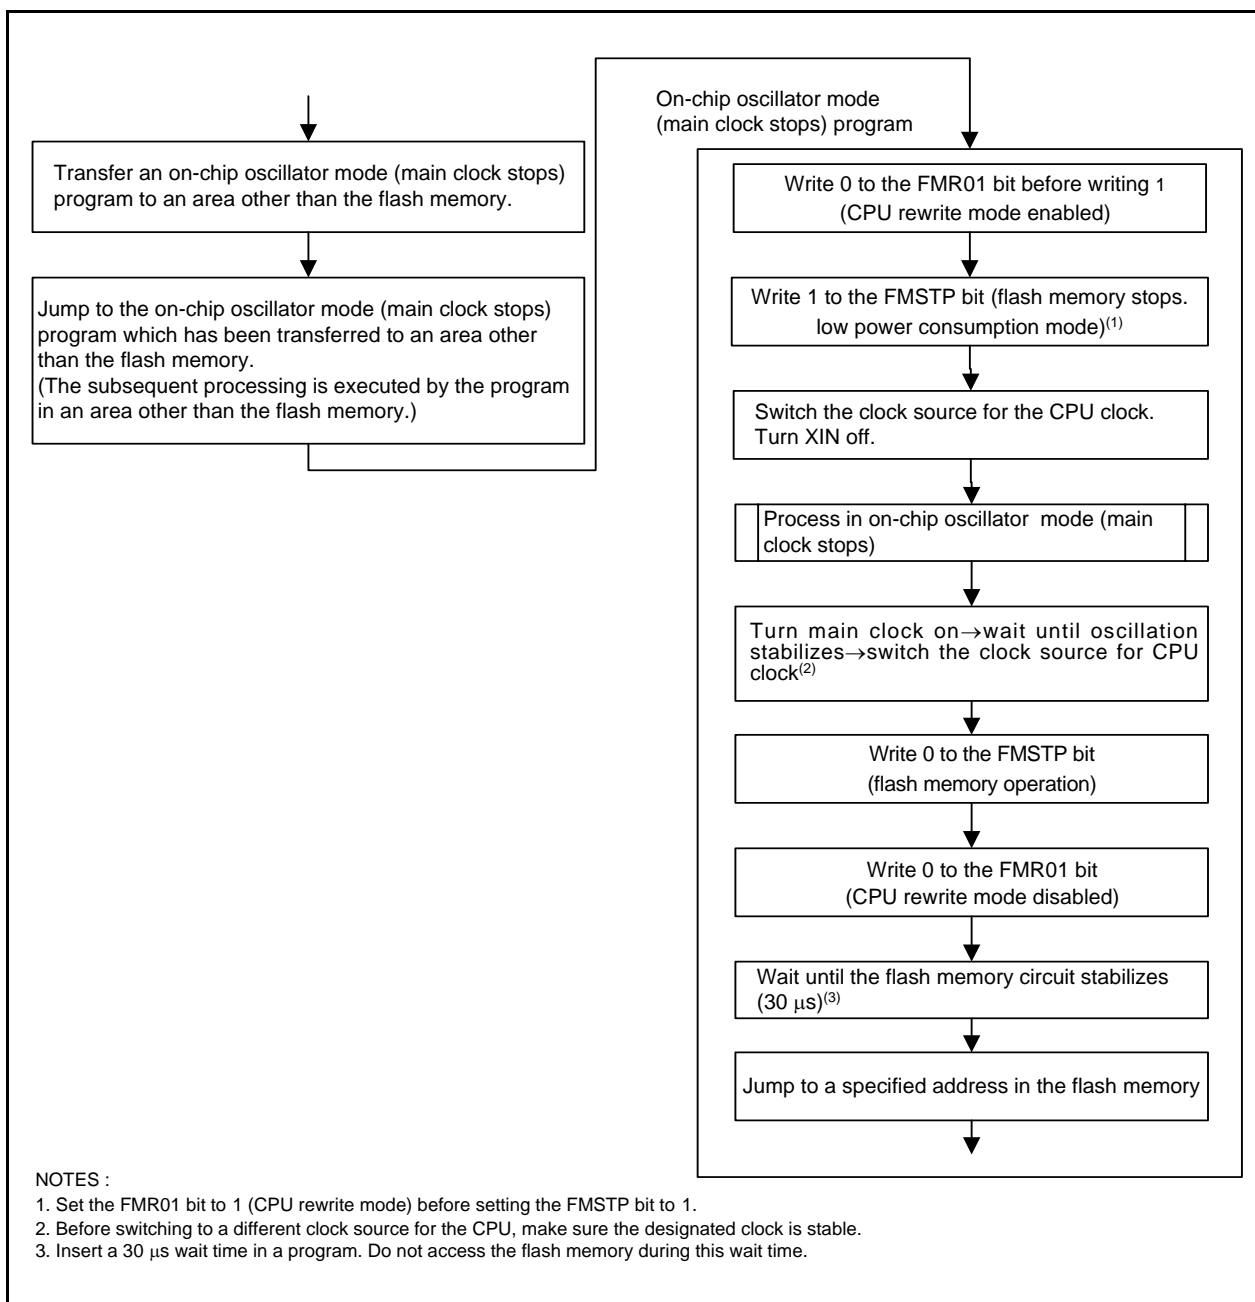 Transfer an on-chip oscillator mode (main clock stops)
program to an area other than the flash memory.
Jump to the on-chip oscillator mode (main clock stops)
program which has been transferred to an area other
than the flash memory.
(The subsequent processing is executed by the program
in an area other than the flash memory.)
On-chip oscillator mode
(main clock stops) program
Write 0 to the FMR01 bit before writing 1
(CPU rewrite mode enabled)
Write 1 to the FMSTP bit (flash memory stops.
low power consumption mode)(1)
Switch the clock source for the CPU clock.
Turn XIN off.
Process in on-chip oscillator mode (main
clock stops)
Turn main clock on→wait until oscillation
stabilizes→switch the clock source for CPU
clock(2)
Write 0 to the FMSTP bit
(flash memory operation)
Write 0 to the FMR01 bit
(CPU rewrite mode disabled)
Wait until the flash memory circuit stabilizes
(30 μs)(3)
Jump to a specified address in the flash memory
NOTES :
1. Set the FMR01 bit to 1 (CPU rewrite mode) before setting the FMSTP bit to 1.
2. Before switching to a different clock source for the CPU, make sure the designated clock is stable.
3. Insert a 30 μs wait time in a program. Do not access the flash memory during this wait time.